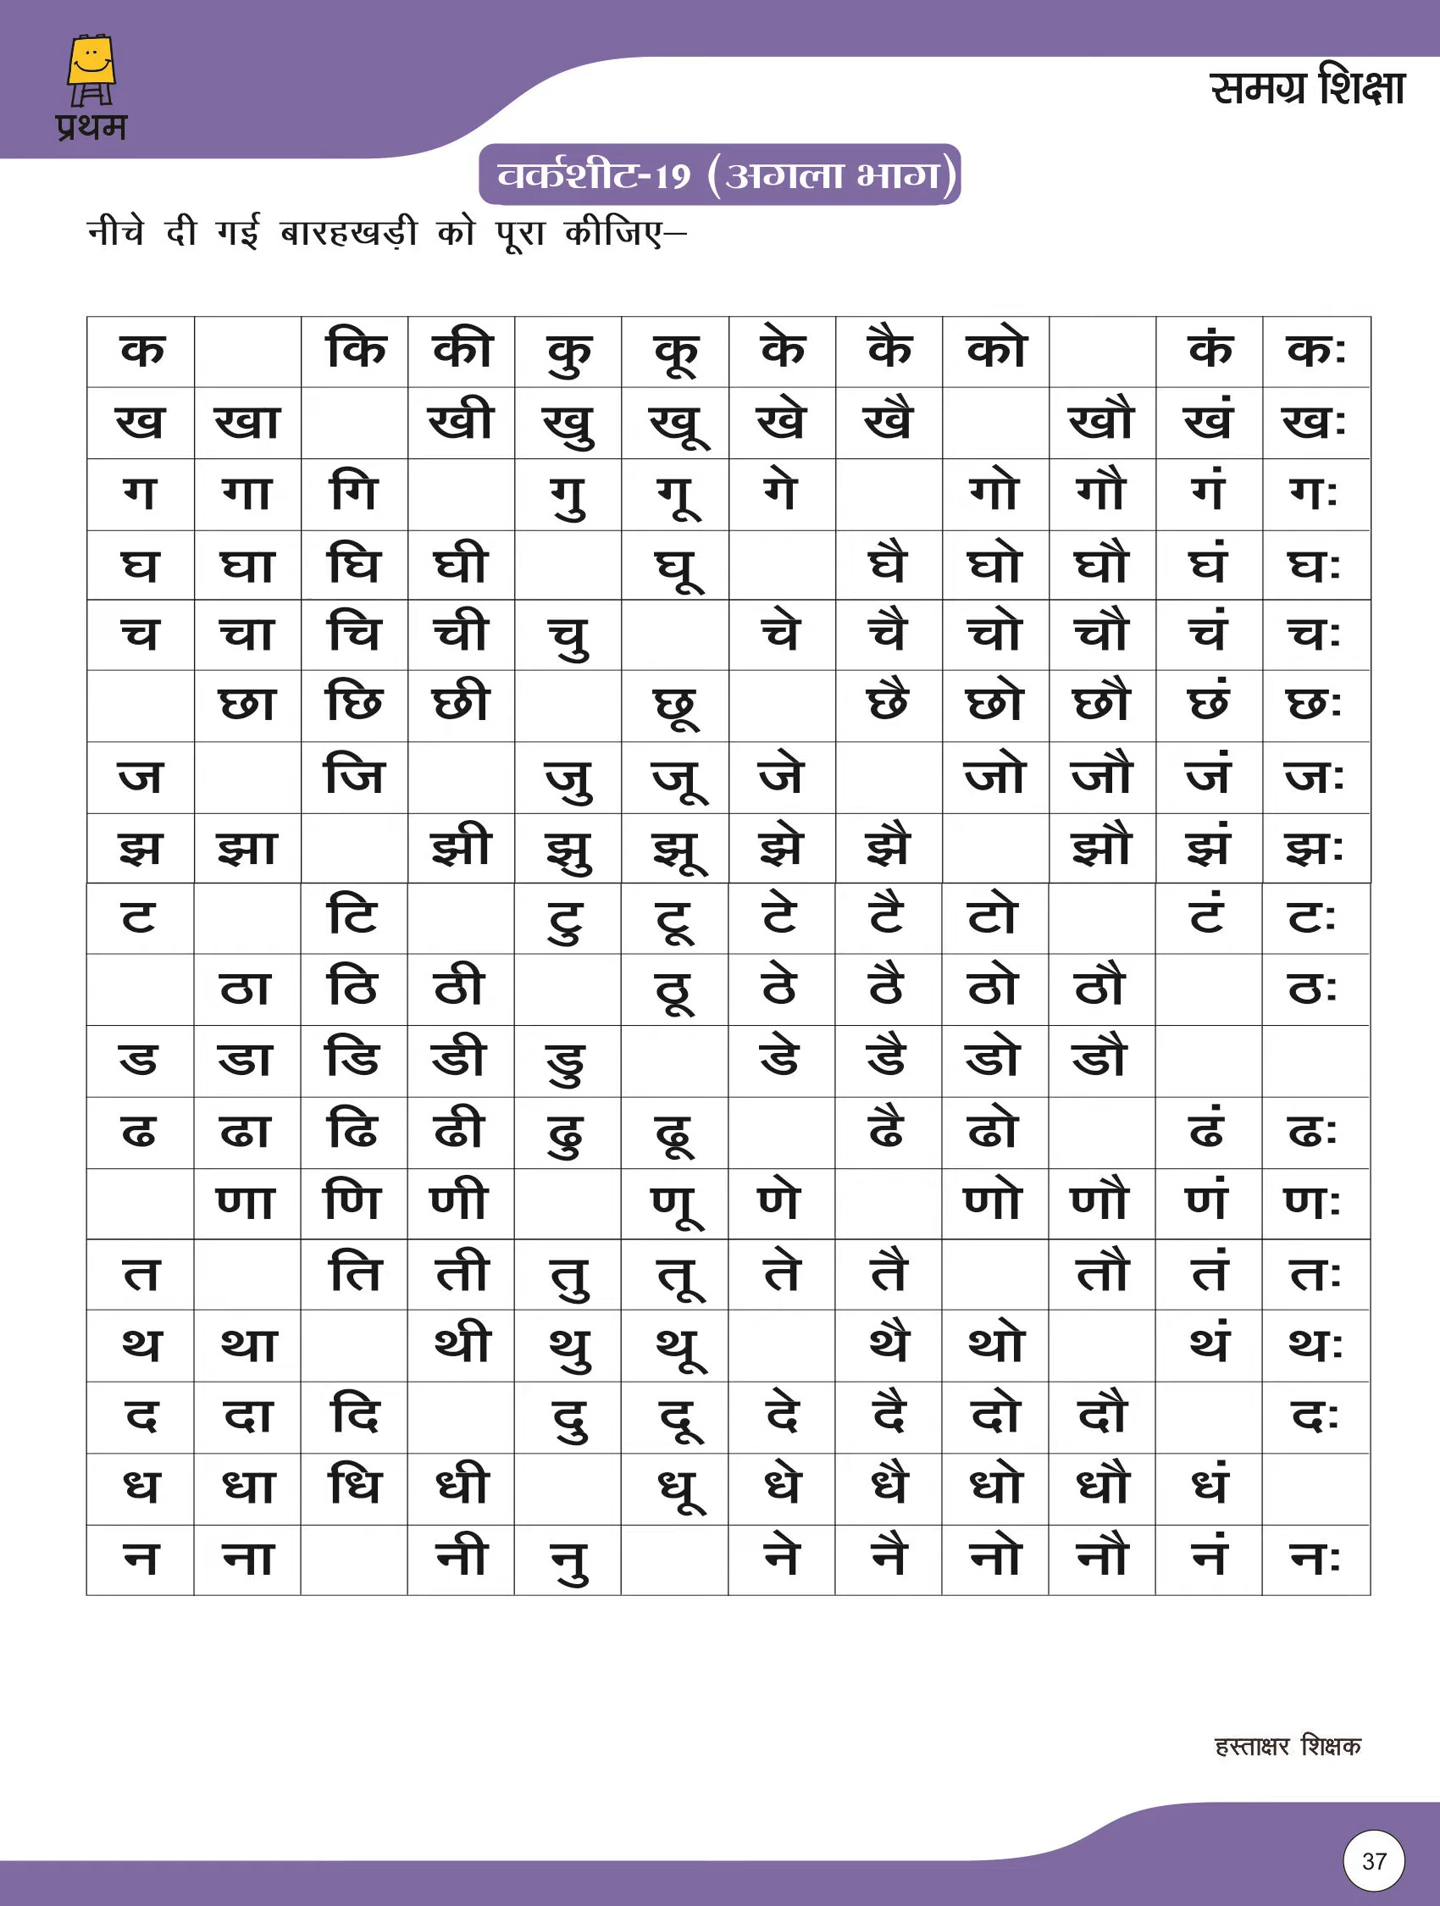 प्रथम
समग्र शिक्षा
वर्कशीट-19 (अगला भाग)
नीचे दी गई बारहखड़ी को पूरा कीजिए–
क कि की कु कू के कै को कं कः
ख खा खी खु खू खे खै खौ खं खः
ग गा गि गु गू गे गो गौ गं गः
घ घा घि घी घू घै घो घौ घं घः
च चा चि ची चु चे चै चो चौ चं चः
छा छि छी छू छै छो छौ छं छः
ज जि जु जू जे जो जौ जं जः
झ झा झी झु झू झे झै झौ झं झः
ट टि टु टू टे टै टो टं टः
ठा ठि ठी ठू ठे ठै ठो ठौ ठः
ड डा डि डी डु डे डै डो डौ
ढ ढा ढि ढी ढु ढू ढै ढो ढं ढः
णा णि णी णू णे णो णौ णं णः
त ति ती तु तू ते तै तौ तं तः
थ था थी थु थू थै थो थं थः
द दा दि दु दू दे दै दो दौ दः
ध धा धि धी धू धे धै धो धौ धं
न ना नी नु ने नै नो नौ नं नः
हस्ताक्षर शिक्षक
37